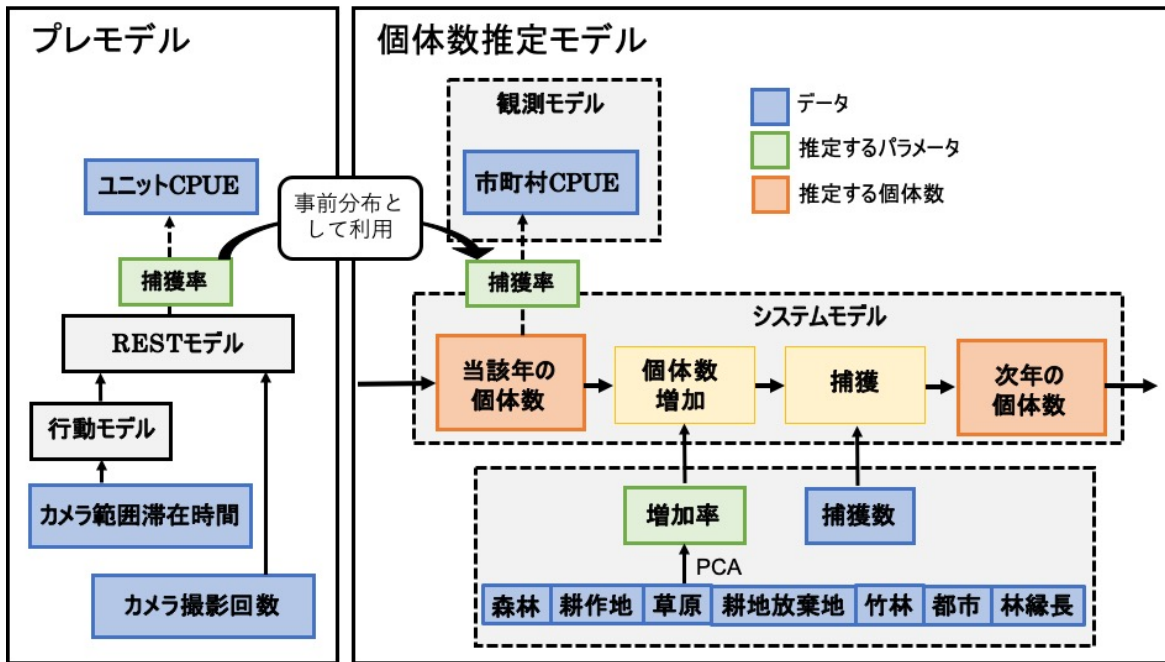 プレモデル
ユニットCPUE
捕獲率
RESTモデル
行動モデル
カメラ範囲滞在時間
カメラ撮影回数
事前分布と
して利用
個体数推定モデル
観測モデル
市町村CPUE
データ
推定するパラメータ
推定する個体数
捕獲率
システムモデル
当該年の
個体数
個体数
増加
捕獲
次年の
個体数
増加率
捕獲数
PCA
森林 耕作地 草原 耕地放棄地 竹林 都市 林縁長